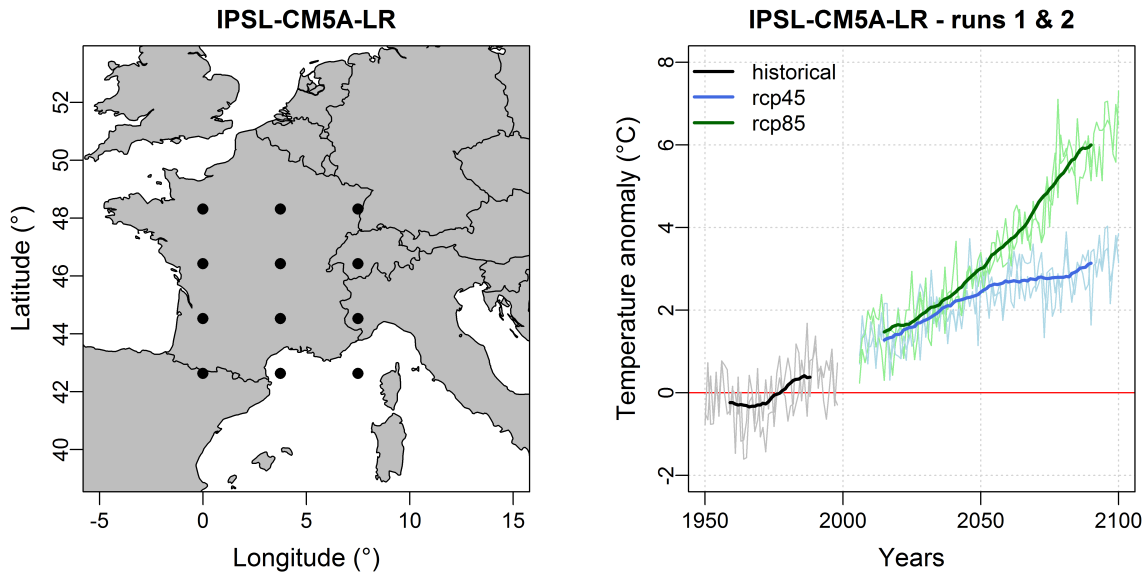 IPSL-CM5A-LR
Latitude (°)
52
50
48
46
44
42
40
-5
0
5
10
15
Longitude (°)
IPSL-CM5A-LR - runs 1 & 2
historical
rcp45
rcp85
Temperature anomaly (°C)
8
6
4
2
0
-2
1950
2000
2050
2100
Years